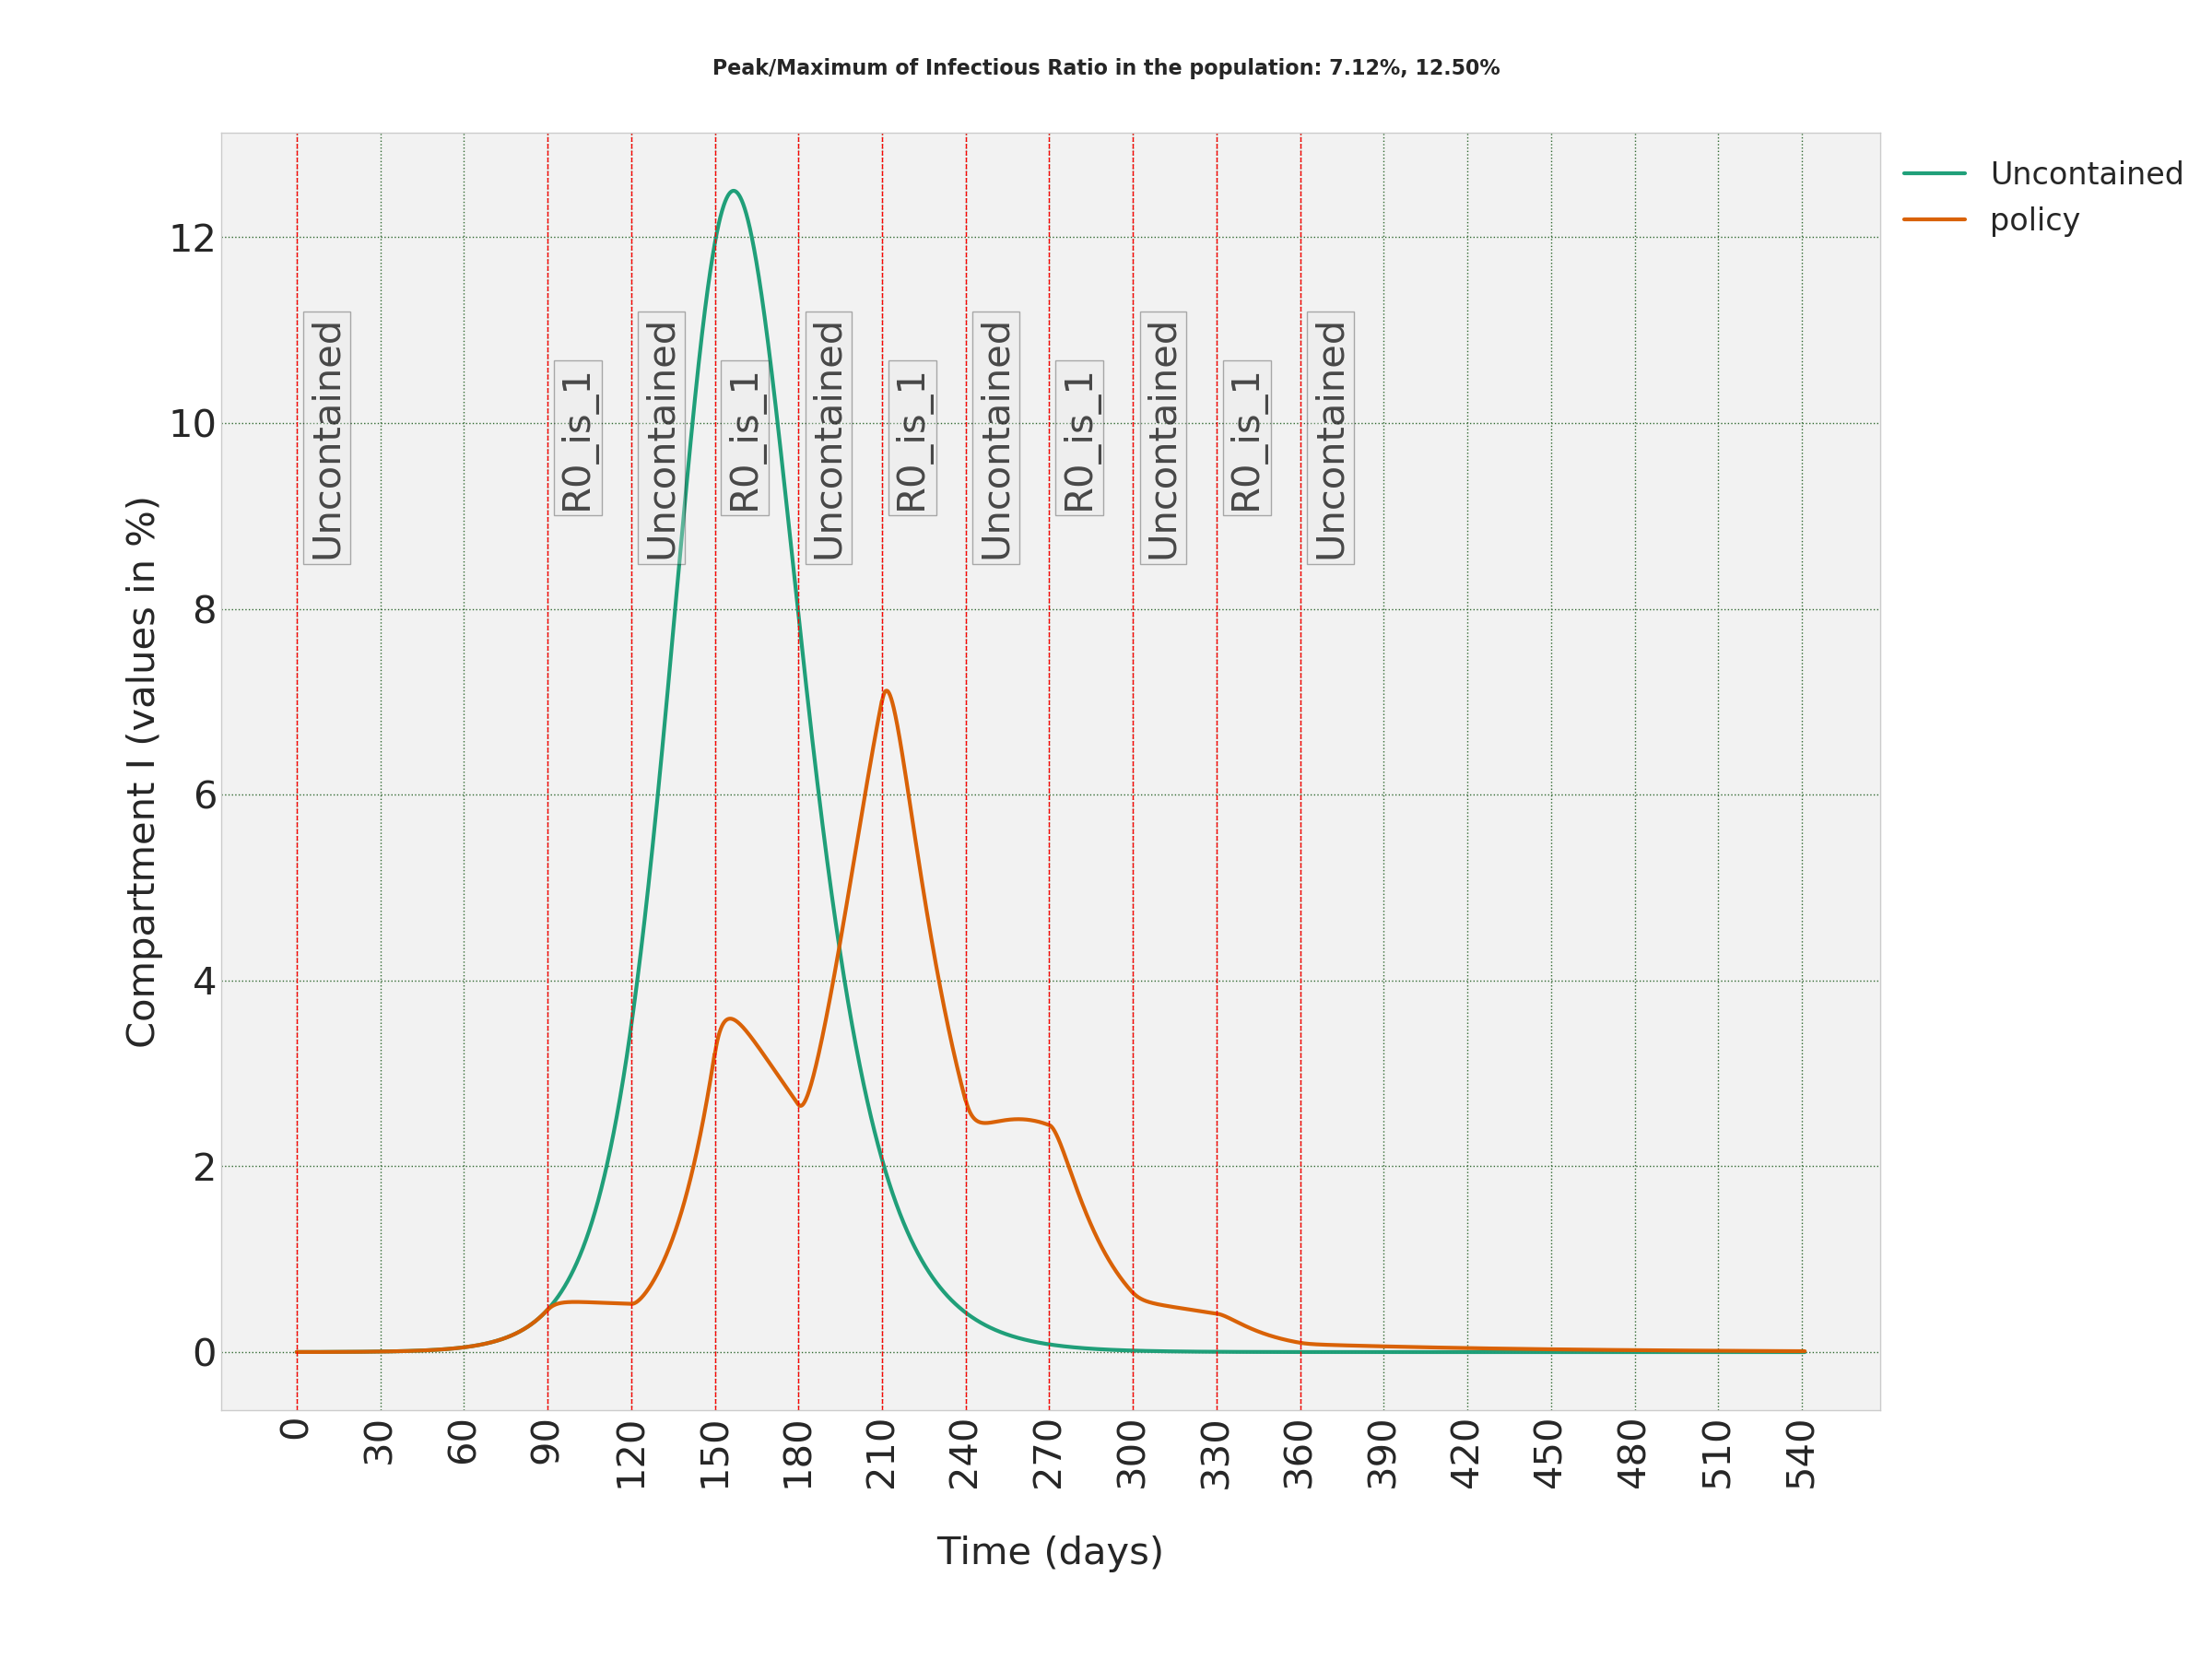 Peak/Maximum of Infectious Ratio in the population: 7.12%, 12.50%
Uncontained
policy
Compartment I (values in %)
12
10
8
6
4
2
0
Uncontained
R0_is_1
Uncontained
R0_is_1
Uncontained
R0_is_1
Uncontained
R0_is_1
Uncontained
R0_is_1
Uncontained
0
30
60
90
120
150
180
210
240
270
300
330
360
390
420
450
480
510
540
Time (days)